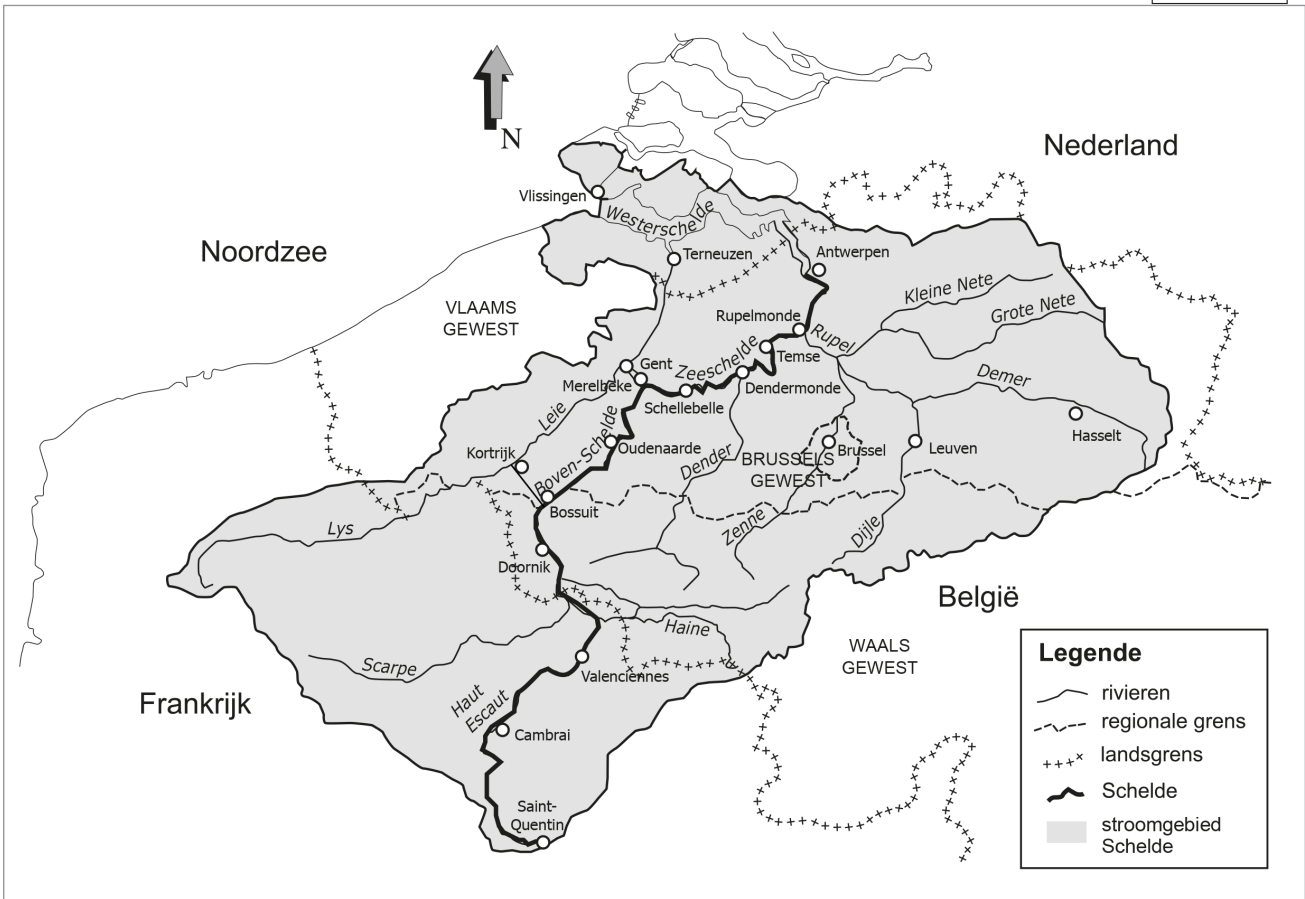 N
Nederland
Vlissingen
Westerschelde
Noordzee
Terneuzen
Antwerpen
VLAAMS
GEWEST
Kleine Nete
Grote Nete
Rupelmonde
Rupel
Zeeschelde
Temse
Gent
Merelbeke
Dendermonde
Demer
Schellebelle
Leie
Hasselt
Boven-Schelde
Oudenaarde
Kortrijk
Dender
BRUSSELS
GEWEST
Brussel
Leuven
Bossuit
Lys
Zenne
Dijle
Doornik
België
Haine
WAALS
GEWEST
Scarpe
Valenciennes
Frankrijk
Haut
Escaut
Cambrai
Saint-
Quentin
Legende
rivieren
regionale grens
landsgrens
Schelde
stroomgebied
Schelde